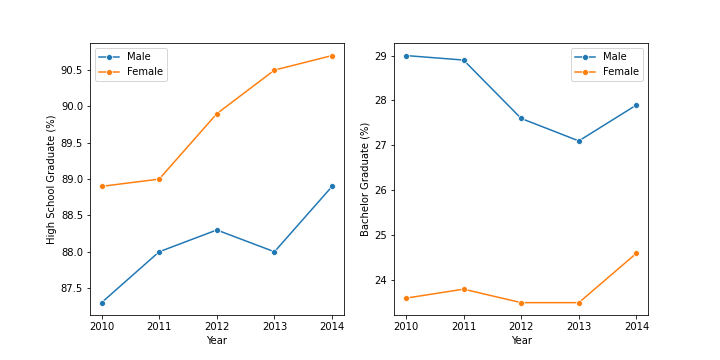 High School Graduate (%)
90.5
90.0
89.5
89.0
88.5
88.0
87.5
Male
Female
2010 2011 2012 2013 2014
Year
Bachelor Graduate (%)
29
28
27
26
25
24
Male
Female
2010 2011 2012 2013 2014
Year